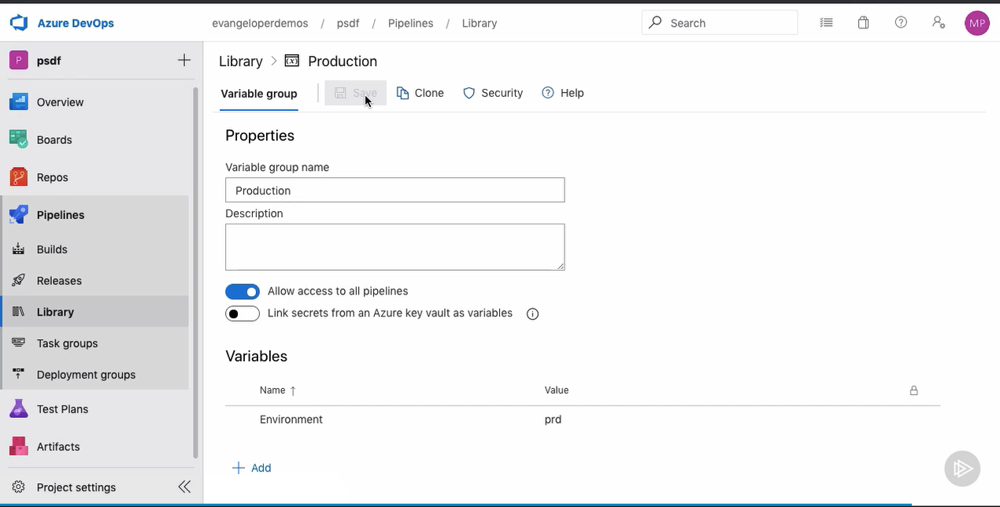 Azure DevOps
evangeloperdemos / psdf / Pipelines / Library
Search
MP
P psdf
Overview
Boards
Repos
Pipelines
Builds
Releases
Library
Task groups
Deployment groups
Test Plans
Artifacts
Project settings
Library > (x) Production
Variable group
Save
Clone
Security
Help
Properties
Variable group name
Production
Description
Allow access to all pipelines
Link secrets from an Azure key vault as variables
Variables
Name ↑ Value
Environment prd
+ Add